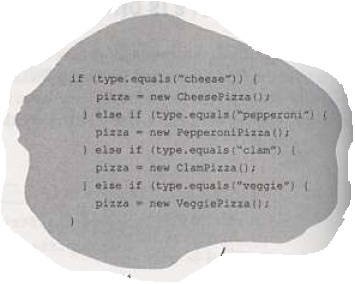 if (type.equals("cheese")) {
pizza = new CheesePizza();
} else if (type.equals("pepperoni") {
pizza = new PepperoniPizza();
} else if (type.equals("clam") {
pizza = new ClamPizza();
} else if (type.equals("veggie") {
pizza = new VeggiePizza();
}